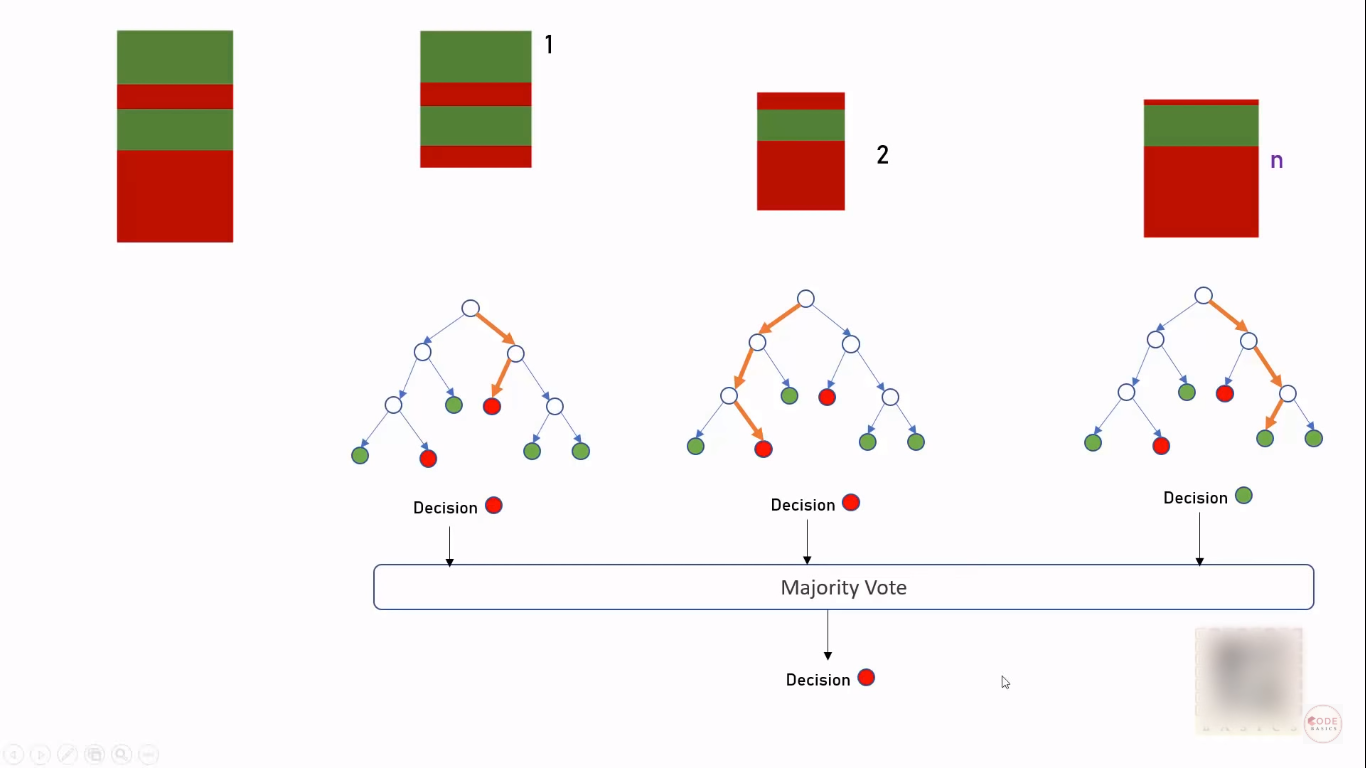 1
2
n
Decision
Decision
Decision
Majority Vote
Decision
CODE
BASICS